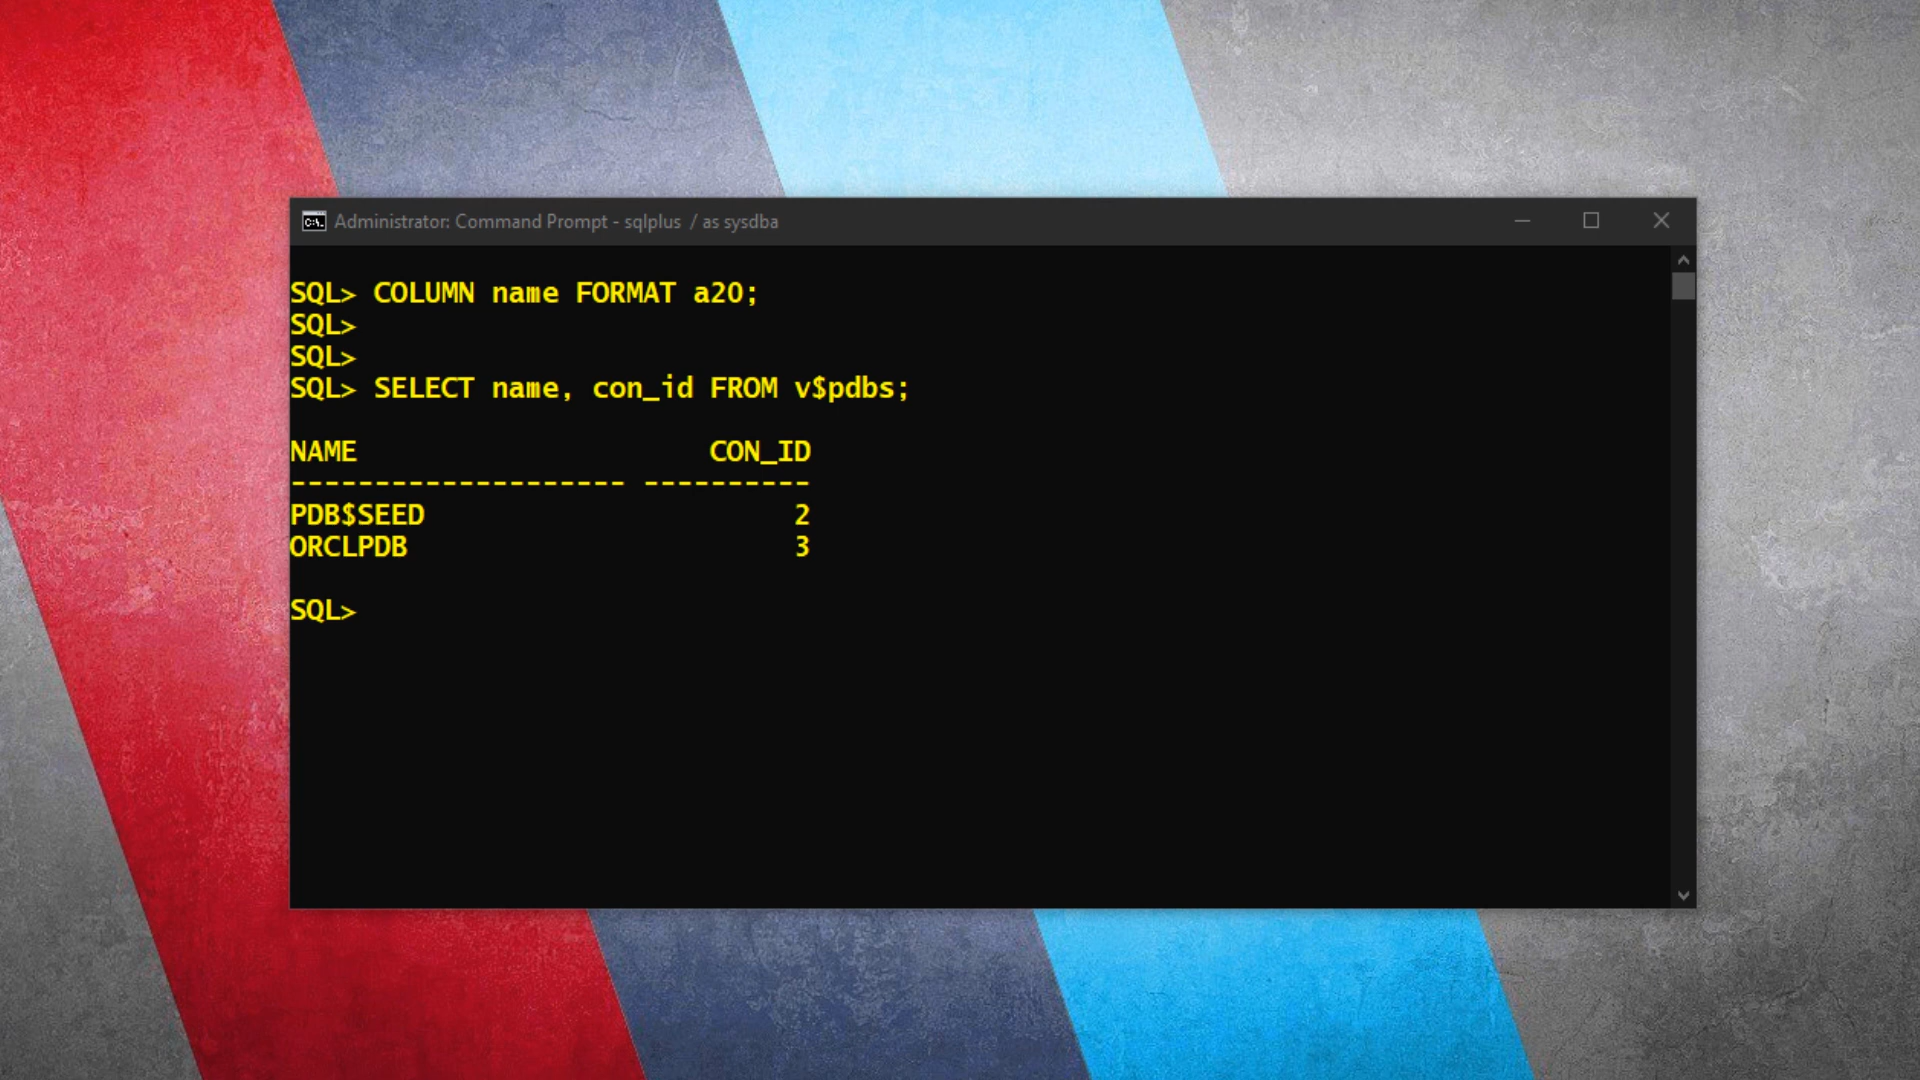 Administrator: Command Prompt - sqlplus / as sysdba
SQL> COLUMN name FORMAT a20;
SQL>
SQL>
SQL> SELECT name, con_id FROM v$pdbs;
NAME                     CON_ID
-------------------- ----------
PDB$SEED                      2
ORCLPDB                       3
SQL>